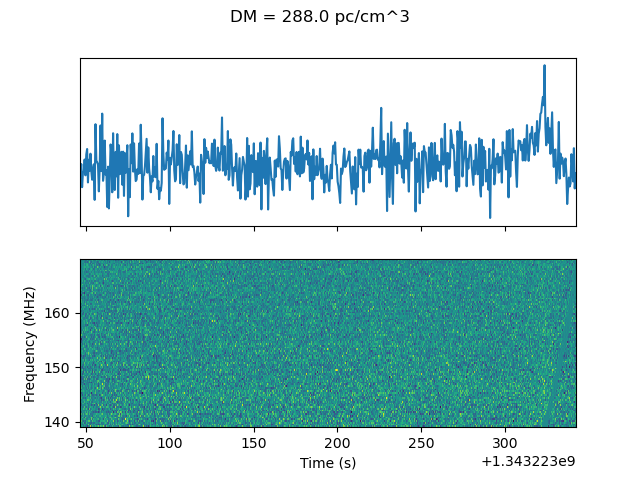 DM = 288.0 pc/cm^3
160
150
140
Frequency (MHz)
50 100 150 200 250 300
Time (s)
+1.343223e9